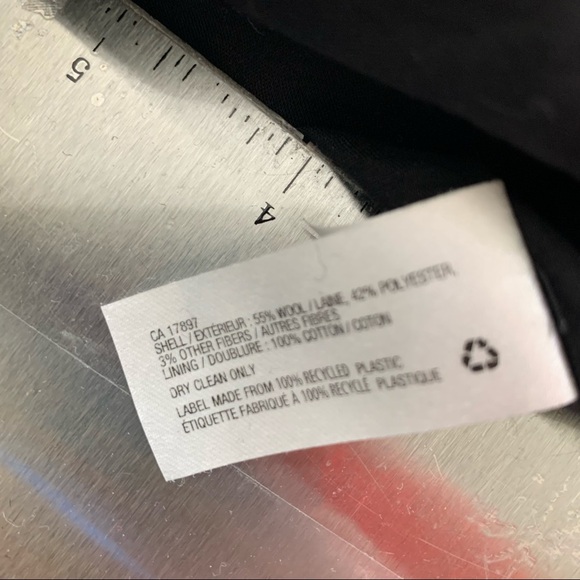 5
4
CA 17897
SHELL / EXTÉRIEUR : 55% WOOL / LAINE, 42% POLYESTER,
3% OTHER FIBERS / AUTRES FIBRES
LINING / DOUBLURE : 100% COTTON / COTON
DRY CLEAN ONLY
LABEL MADE FROM 100% RECYCLED PLASTIC
ÉTIQUETTE FABRIQUÉ À 100% RECYCLÉ PLASTIQUE